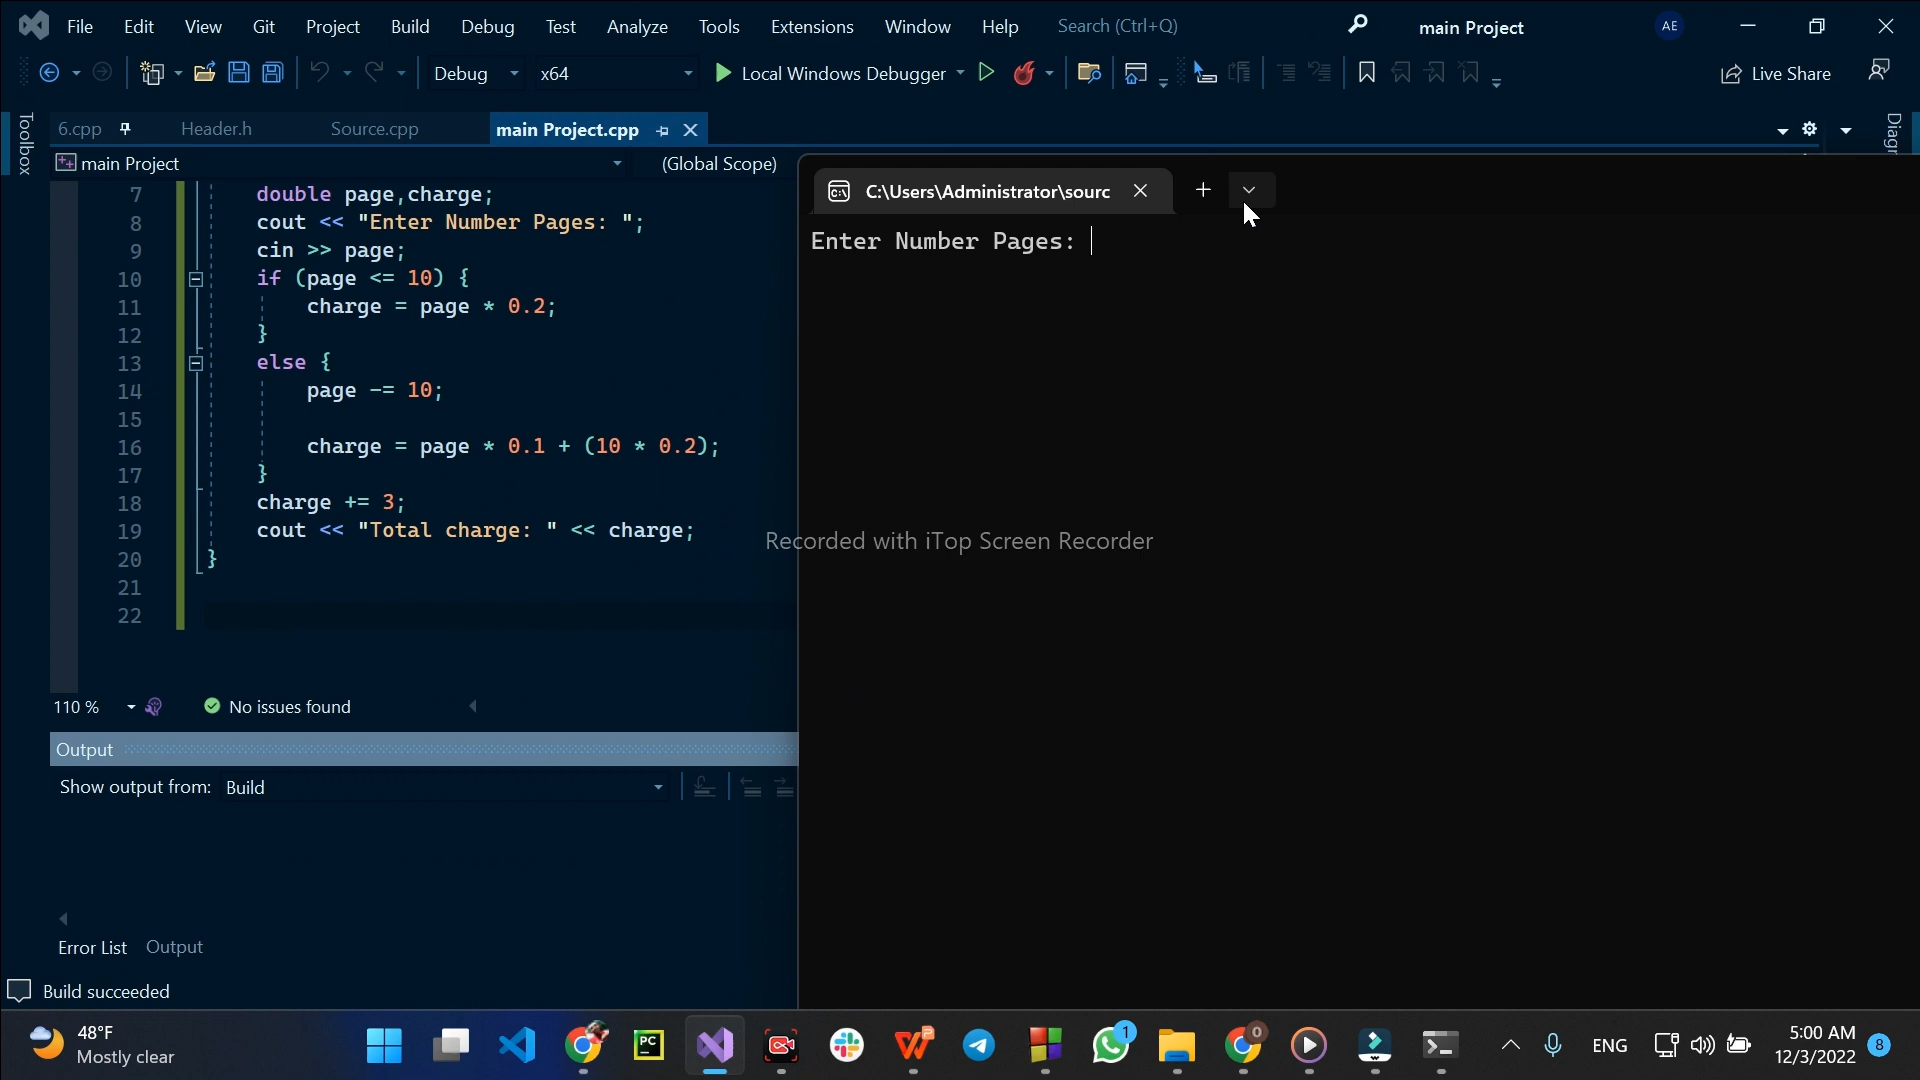 File Edit View Git Project Build Debug Test Analyze Tools Extensions Window Help Search (Ctrl+Q) main Project AE
Debug x64 Local Windows Debugger Live Share
Toolbox
6.cpp Header.h Source.cpp main Project.cpp
main Project (Global Scope)
C:\Users\Administrator\sourc
Enter Number Pages:
7 double page,charge;
8 cout << "Enter Number Pages: ";
9 cin >> page;
10 if (page <= 10) {
11 charge = page * 0.2;
12 }
13 else {
14 page -= 10;
15
16 charge = page * 0.1 + (10 * 0.2);
17 }
18 charge += 3;
19 cout << "Total charge: " << charge;
20 }
21
22
Recorded with iTop Screen Recorder
110 % No issues found
Output
Show output from: Build
Error List Output
Build succeeded
48°F
Mostly clear
PC
1
0
ENG
5:00 AM
12/3/2022
8